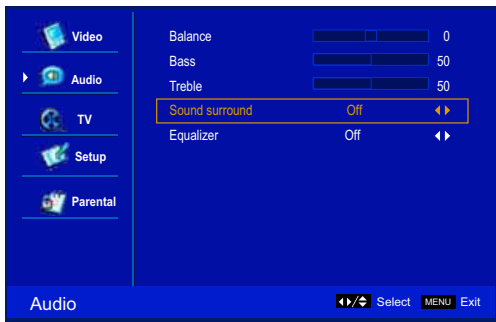 Video
Audio
TV
Setup
Parental
Balance 0
Bass 50
Treble 50
Sound surround Off
Equalizer Off
Audio
/ Select MENU Exit